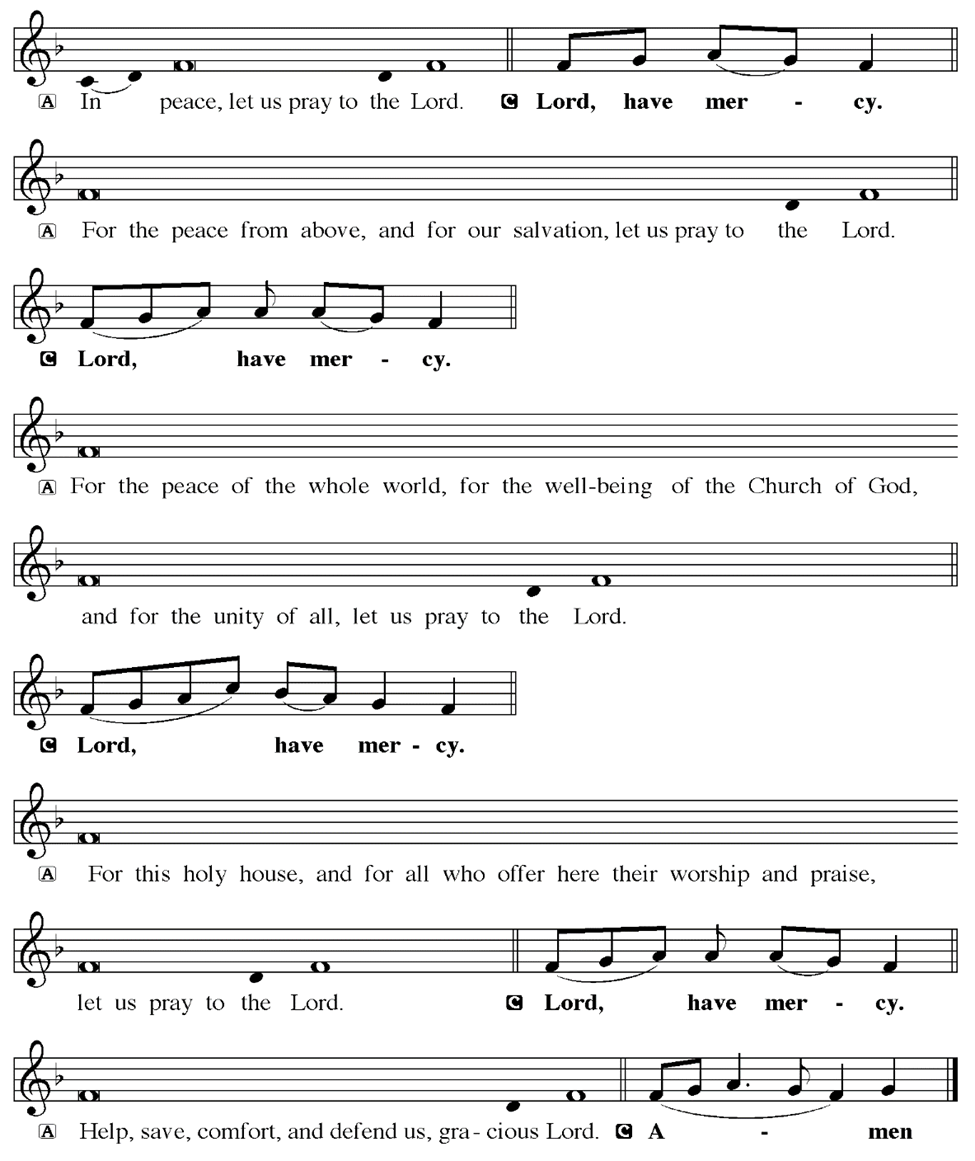 A In peace, let us pray to the Lord. C Lord, have mer - cy.
A For the peace from above, and for our salvation, let us pray to the Lord.
C Lord, have mer - cy.
A For the peace of the whole world, for the well-being of the Church of God,
and for the unity of all, let us pray to the Lord.
C Lord, have mer - cy.
A For this holy house, and for all who offer here their worship and praise,
let us pray to the Lord. C Lord, have mer - cy.
A Help, save, comfort, and defend us, gra - cious Lord. C A - men